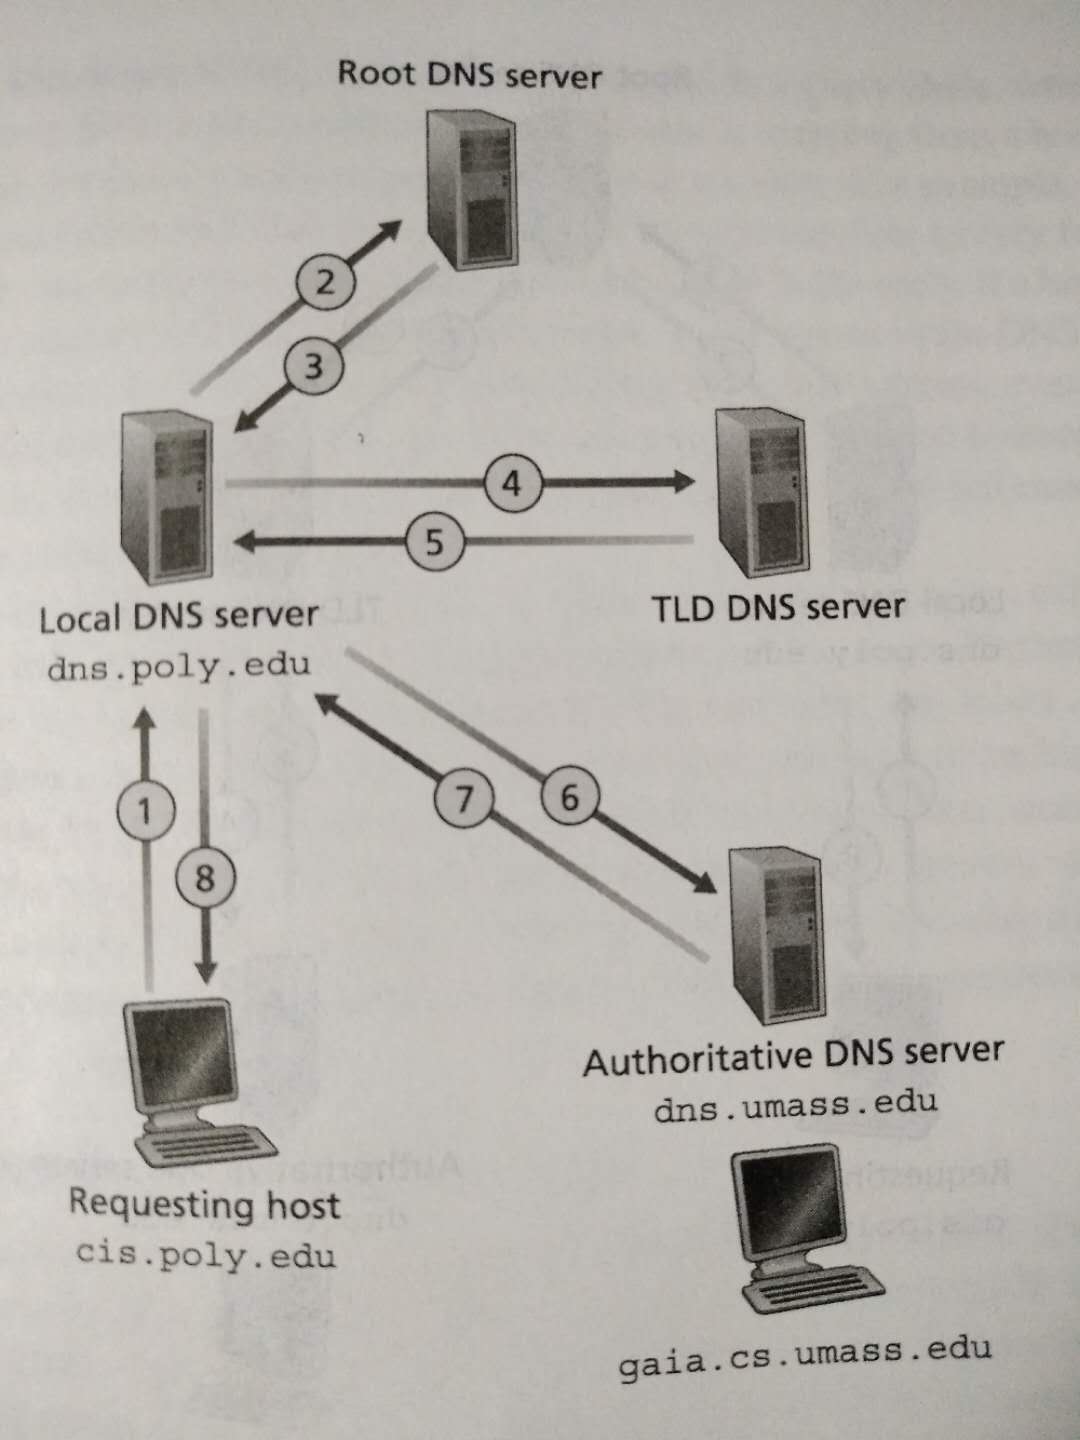 Root DNS server
2
3
4
5
Local DNS server
dns.poly.edu
TLD DNS server
1
8
7
6
Authoritative DNS server
dns.umass.edu
Requesting host
cis.poly.edu
gaia.cs.umass.edu